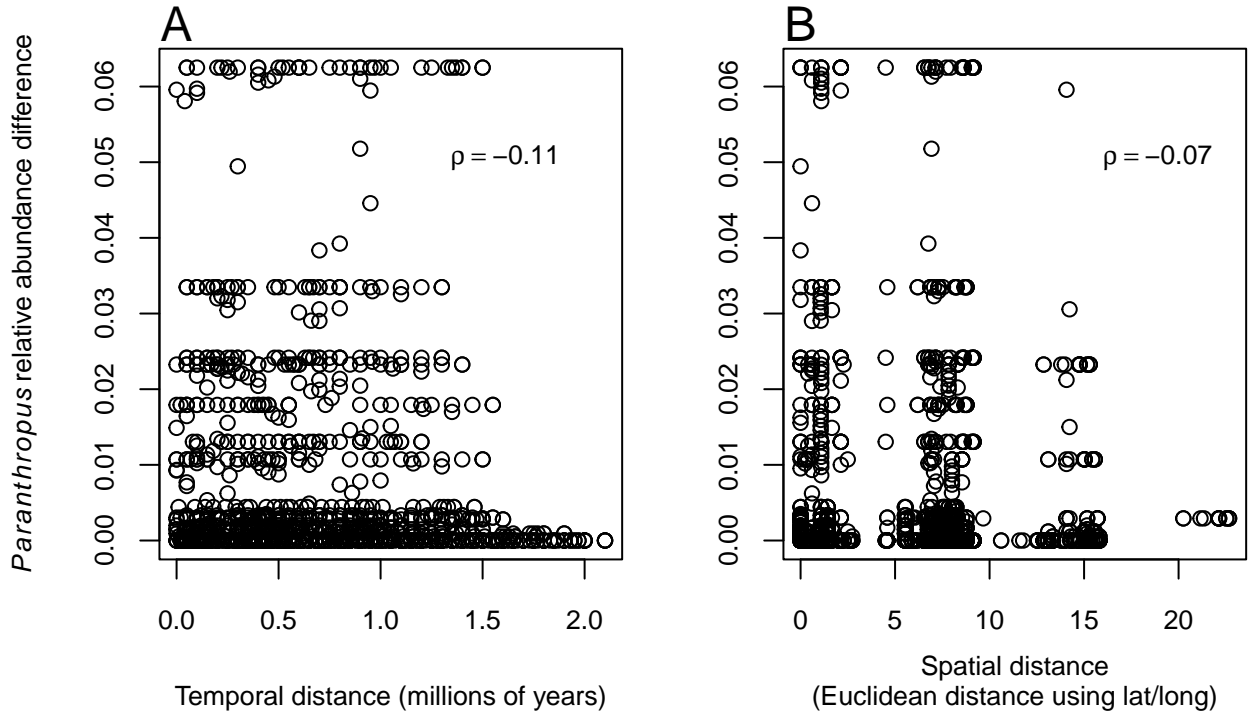 A
B
Paranthropus relative abundance difference
0.06
0.05
0.04
0.03
0.02
0.01
0.00
ρ = −0.11
0.0 0.5 1.0 1.5 2.0
Temporal distance (millions of years)
0.06
0.05
0.04
0.03
0.02
0.01
0.00
ρ = −0.07
0 5 10 15 20
Spatial distance
(Euclidean distance using lat/long)